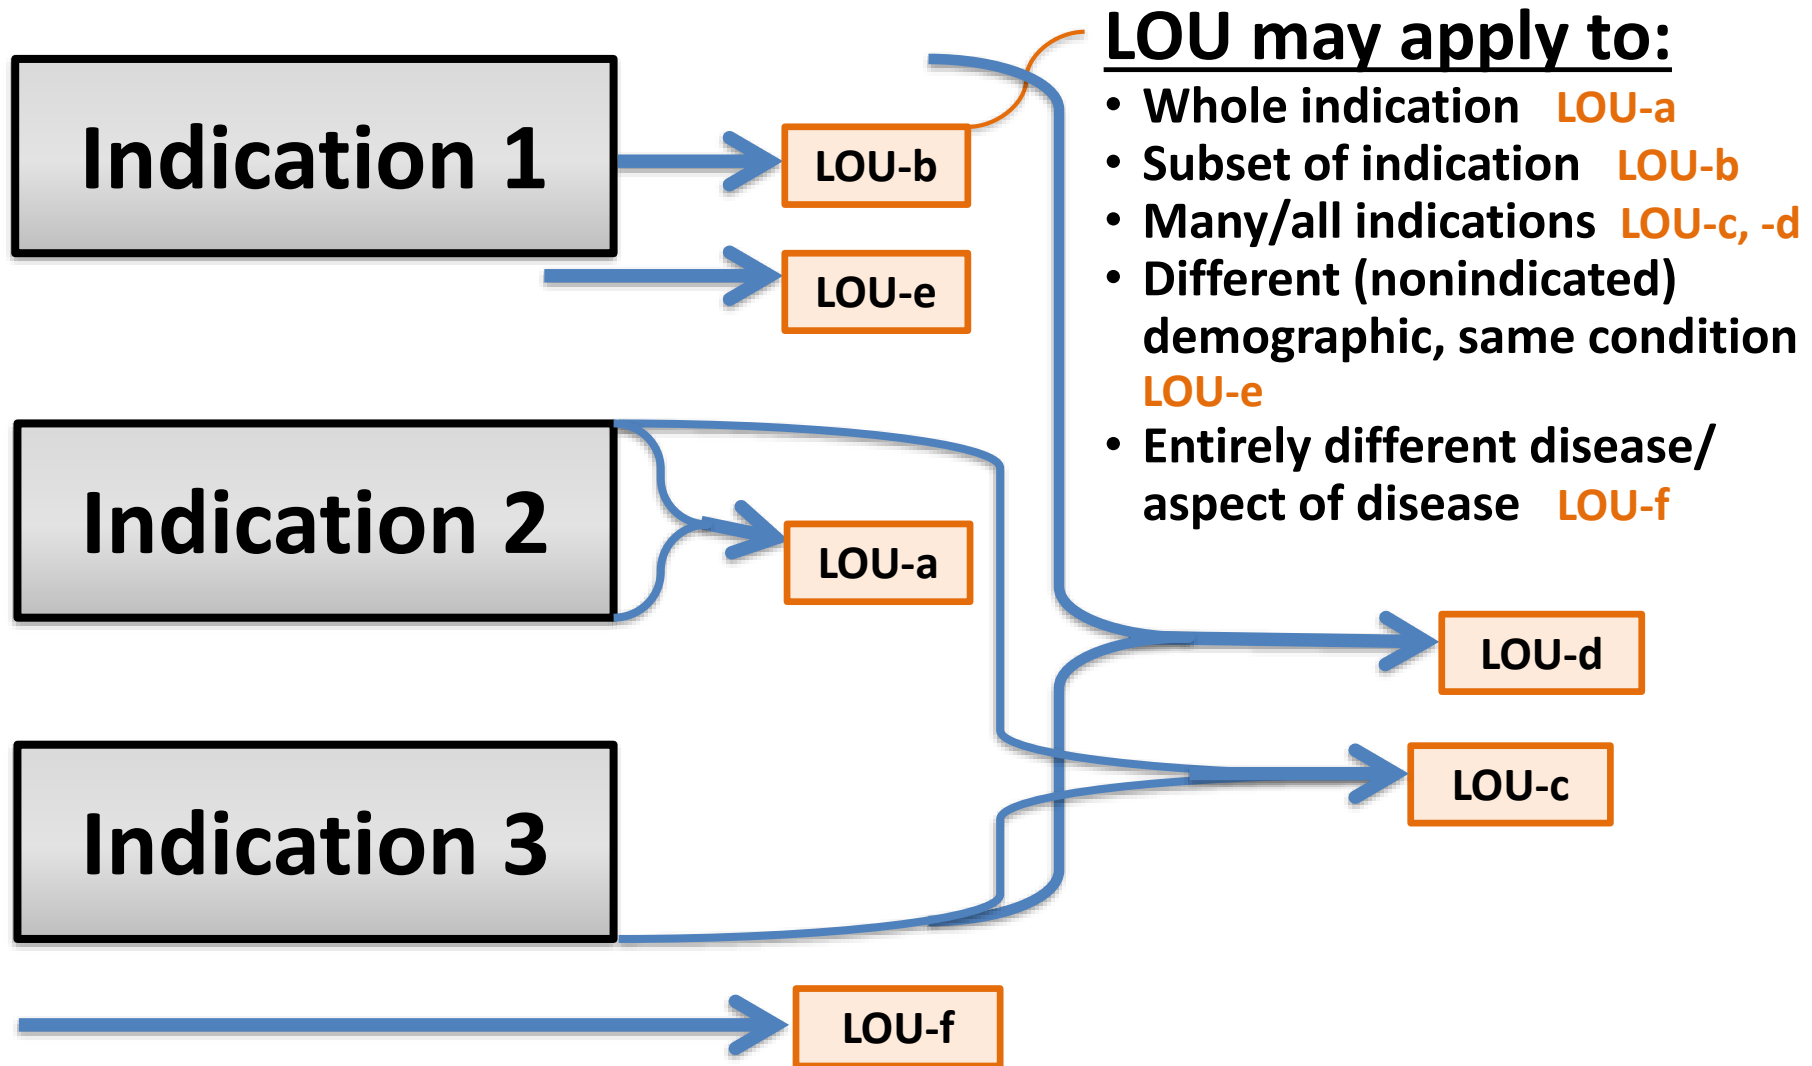 LOU may apply to:
• Whole indication LOU-a
• Subset of indication LOU-b
• Many/all indications LOU-c, -d
• Different (nonindicated)
demographic, same condition
LOU-e
• Entirely different disease/
aspect of disease LOU-f
Indication 1
LOU-b
LOU-e
Indication 2
LOU-a
LOU-d
Indication 3
LOU-c
LOU-f